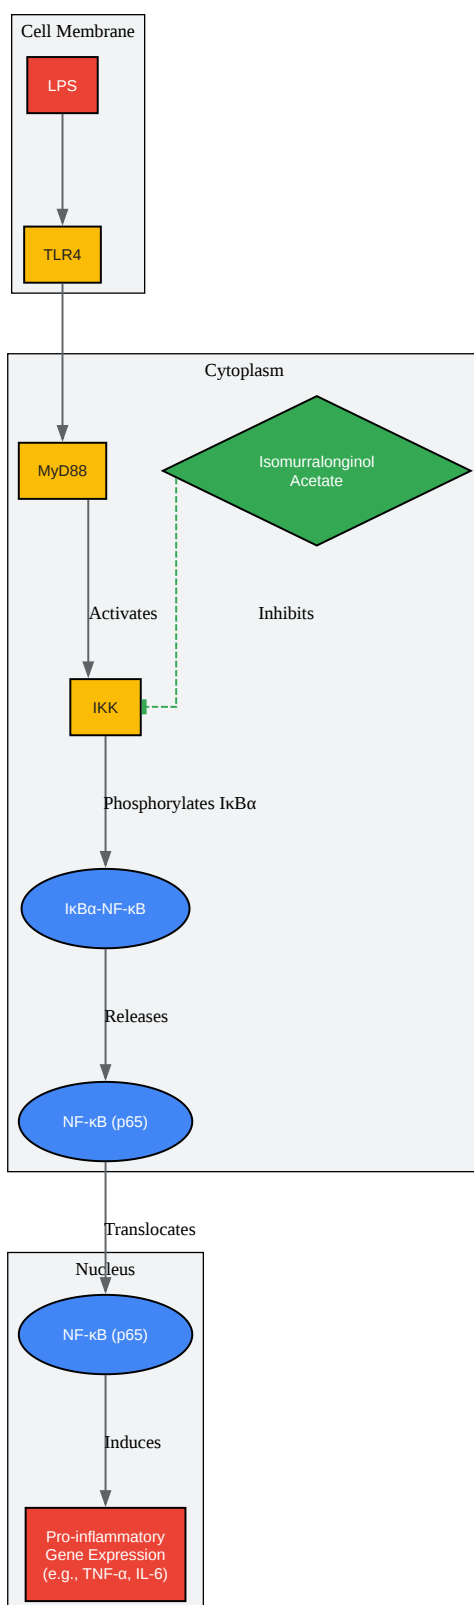 Cell Membrane
LPS
TLR4
Cytoplasm
MyD88
Isomurralonginol
Acetate
Activates
Inhibits
IKK
Phosphorylates IκBα
IκBα-NF-κB
Releases
NF-κB (p65)
Translocates
Nucleus
NF-κB (p65)
Induces
Pro-inflammatory
Gene Expression
(e.g., TNF-α, IL-6)